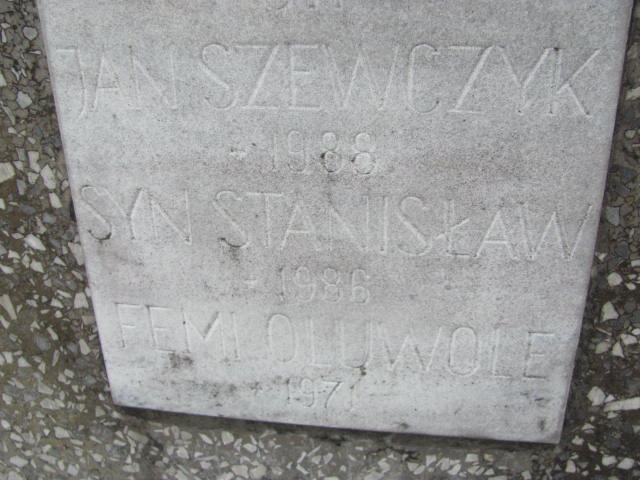 JAN SZEWCZYK
1988
SYN STANISŁAW
1986
FEMI OLUWOLE
1971